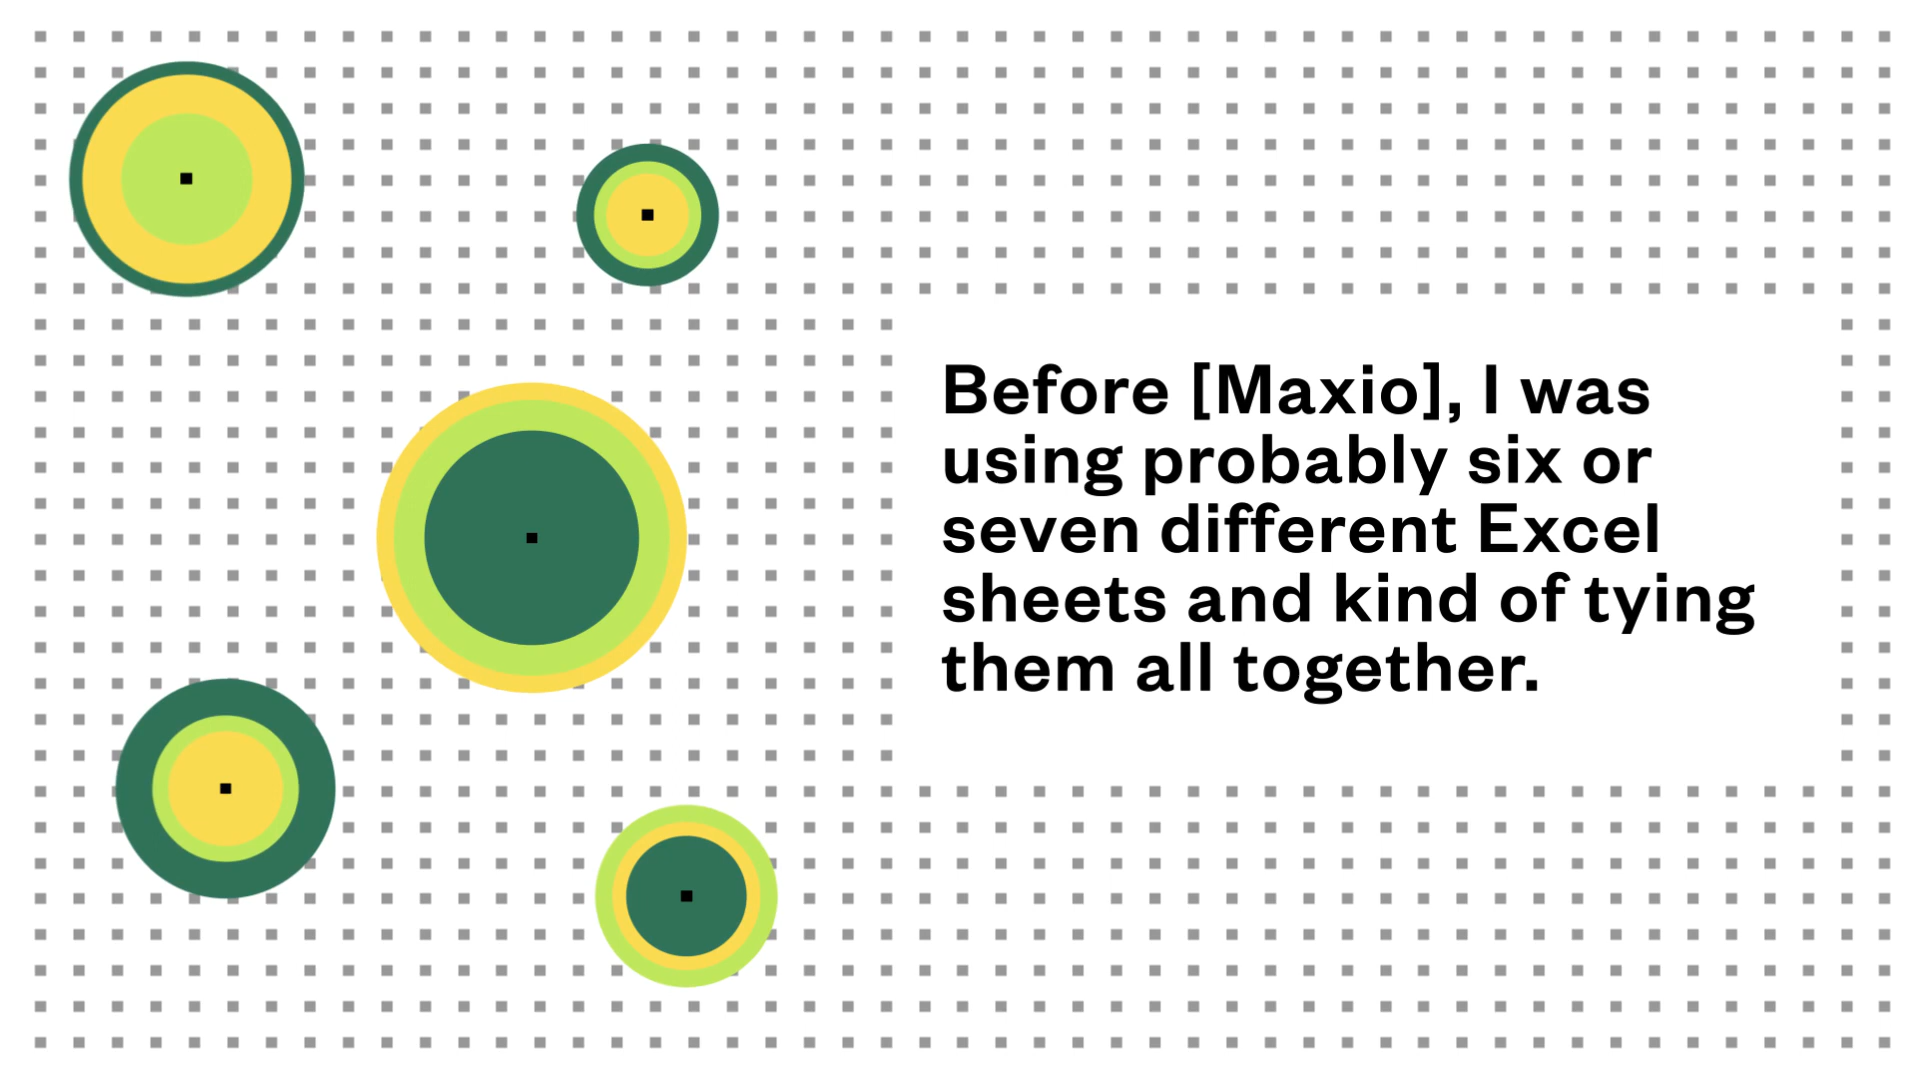 Before [Maxio], I was
using probably six or
seven different Excel
sheets and kind of tying
them all together.